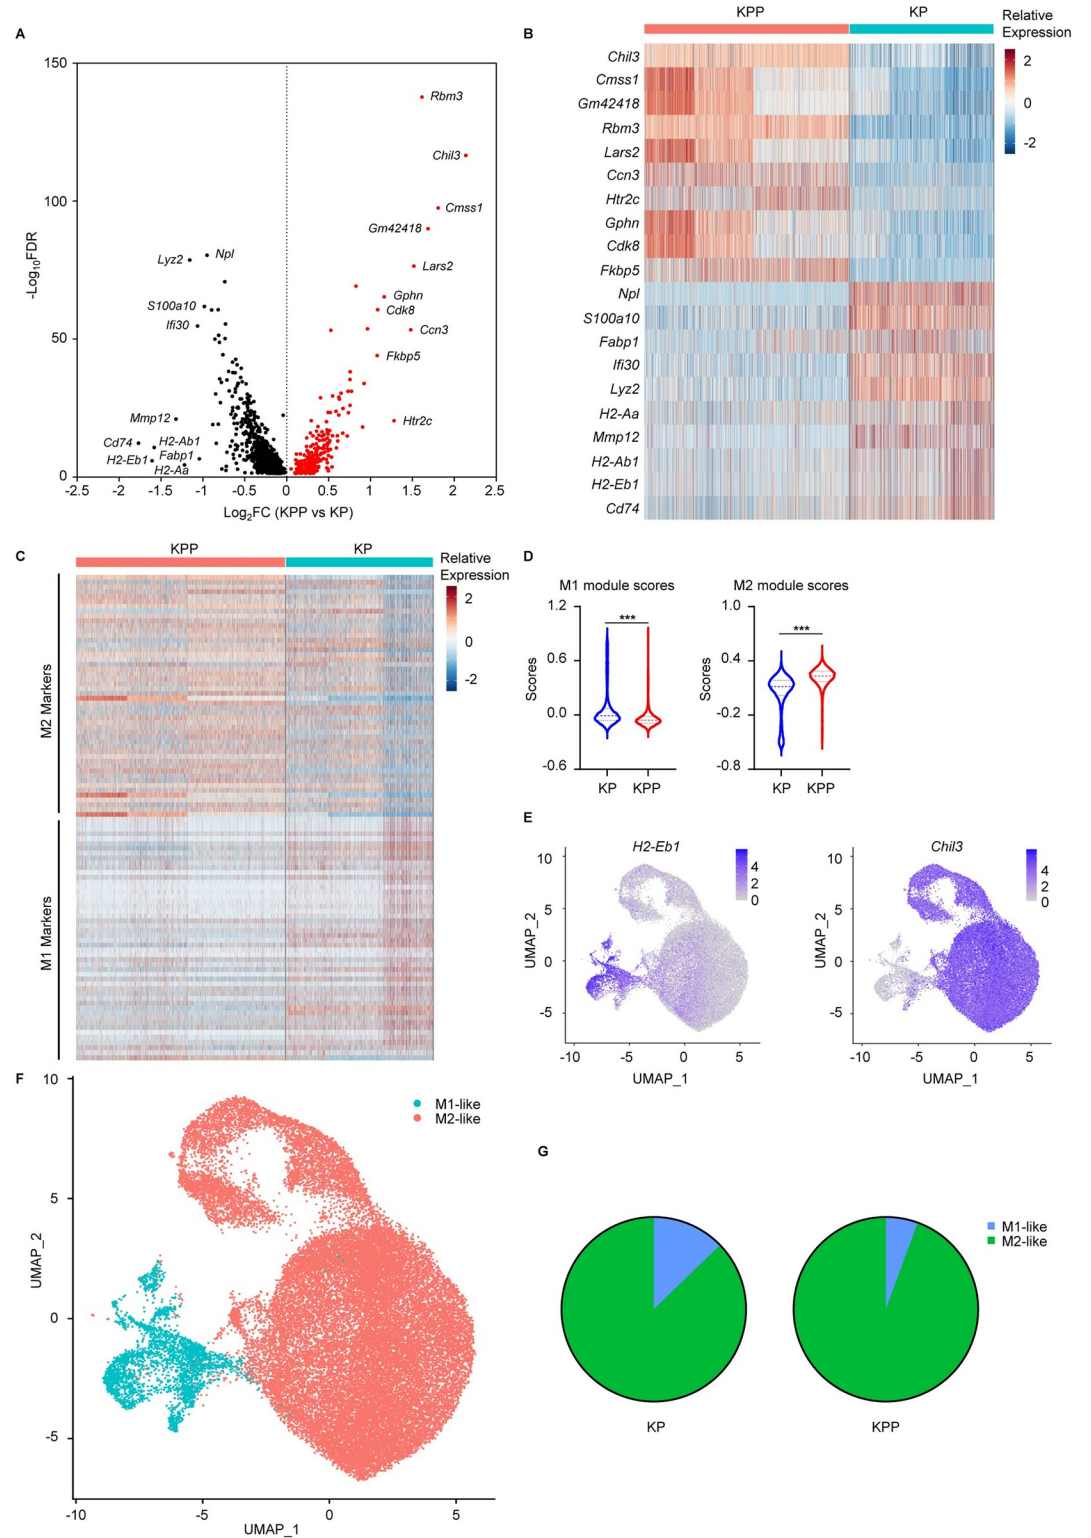 A
150
100
50
0
-Log10FDR
-2.5 -2 -1.5 -1 -0.5 0 0.5 1 1.5 2 2.5
Log2FC (KPP vs KP)
Rbm3
Chil3
Cmss1
Gm42418
Lars2
Gphn
Cdk8
Ccn3
Fkbp5
Htr2c
Lyz2
Npl
S100a10
Ifi30
Mmp12
Cd74
H2-Ab1
H2-Eb1
Fabp1
H2-Aa
B
KPP KP
Relative
Expression
2
0
-2
Chil3
Cmss1
Gm42418
Rbm3
Lars2
Ccn3
Htr2c
Gphn
Cdk8
Fkbp5
Npl
S100a10
Fabp1
Ifi30
Lyz2
H2-Aa
Mmp12
H2-Ab1
H2-Eb1
Cd74
C
KPP KP
Relative
Expression
2
0
-2
M2 Markers
M1 Markers
D
M1 module scores
Scores
1.2
0.6
0.0
-0.6
***
KP KPP
M2 module scores
Scores
1.0
0.4
-0.2
-0.8
***
KP KPP
E
H2-Eb1
4
2
0
UMAP_2
10
5
0
-5
-10 -5 0 5
UMAP_1
Chil3
4
2
0
UMAP_2
10
5
0
-5
-10 -5 0 5
UMAP_1
F
M1-like
M2-like
UMAP_2
10
5
0
-5
-10 -5 0 5
UMAP_1
G
M1-like
M2-like
KP KPP